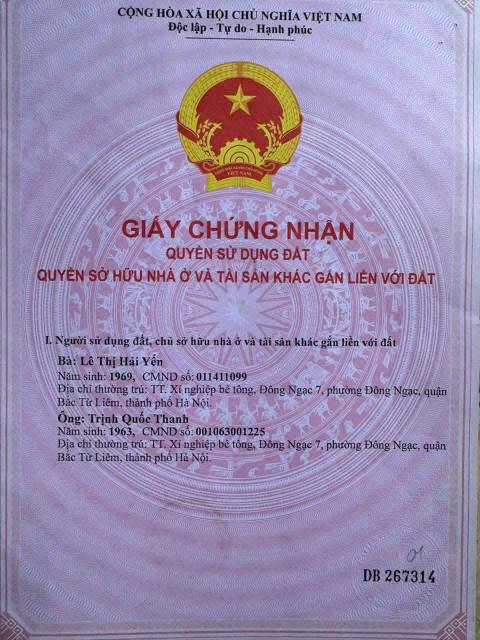 CỘNG HÒA XÃ HỘI CHỦ NGHĨA VIỆT NAM
Độc lập - Tự do - Hạnh phúc
VIỆT NAM
GIẤY CHỨNG NHẬN
QUYỀN SỬ DỤNG ĐẤT
QUYỀN SỞ HỮU NHÀ Ở VÀ TÀI SẢN KHÁC GẮN LIỀN VỚI ĐẤT
I. Người sử dụng đất, chủ sở hữu nhà ở và tài sản khác gắn liền với đất
Bà: Lê Thị Hải Yến
Năm sinh: 1969, CMND số: 011411099
Địa chỉ thường trú: TT. Xí nghiệp bê tông, Đông Ngạc 7, phường Đông Ngạc, quận
Bắc Từ Liêm, thành phố Hà Nội.
Ông: Trịnh Quốc Thanh
Năm sinh: 1963, CMND số: 001063001225
Địa chỉ thường trú: TT. Xí nghiệp bê tông, Đông Ngạc 7, phường Đông Ngạc, quận
Bắc Từ Liêm, thành phố Hà Nội.
01
DB 267314